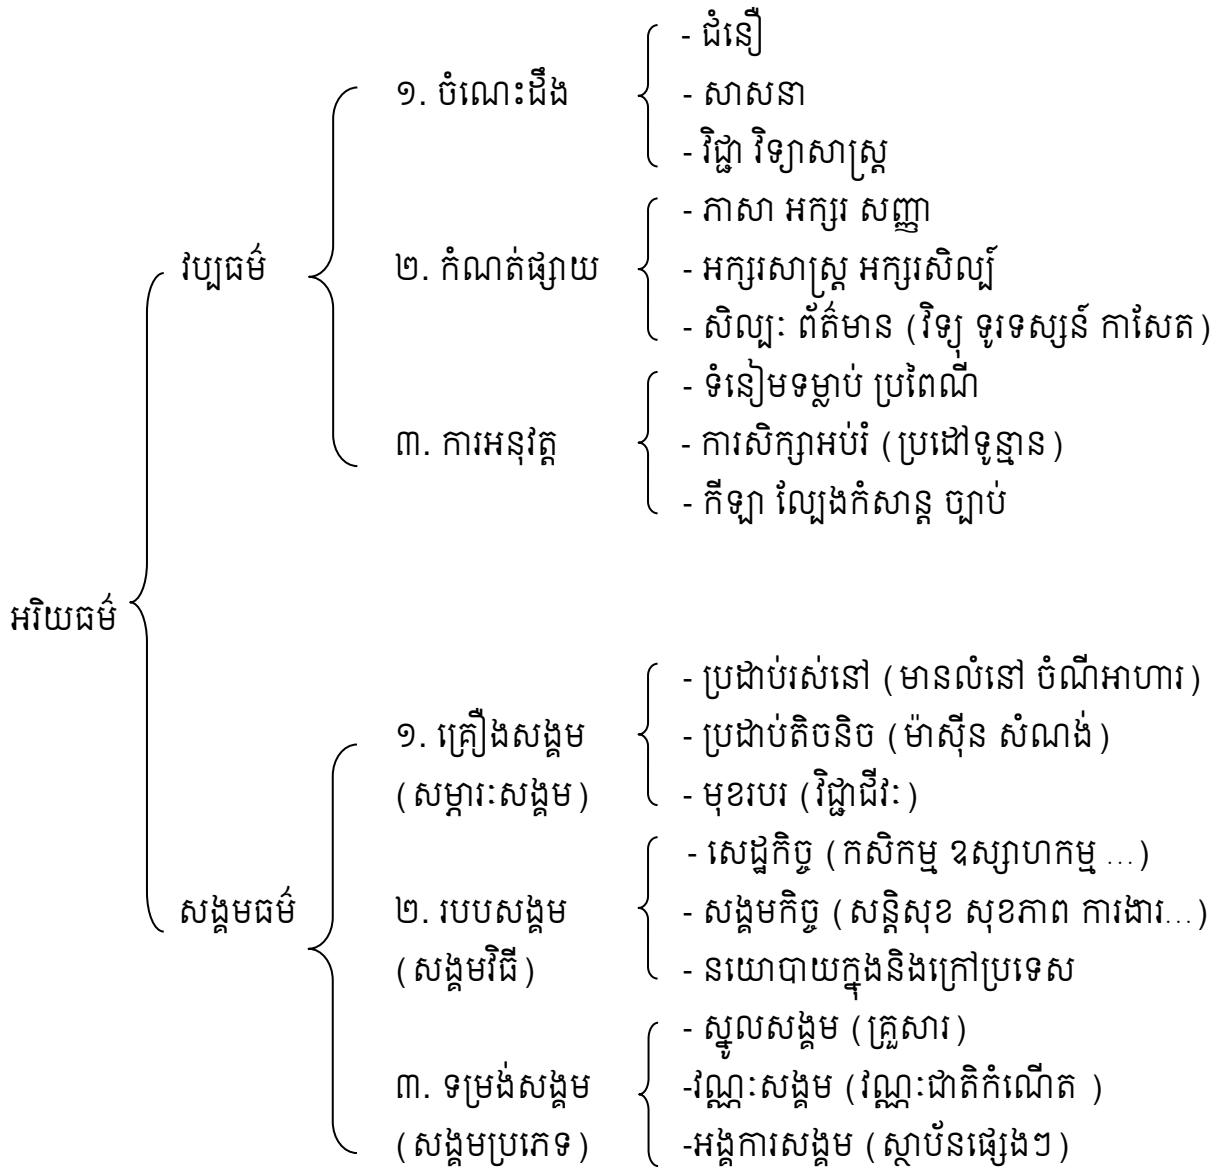 - ជំនឿ
១. ចំណេះដឹង
- សាសនា
- វិជ្ជា វិទ្យាសាស្ត្រ
- ភាសា អក្សរ សញ្ញា
វប្បធម៌
២. កំណត់ផ្សាយ
- អក្សរសាស្ត្រ អក្សរសិល្ប៍
- សិល្បៈ ព័ត៌មាន (វិទ្យុ ទូរទស្សន៍ កាសែត)
- ទំនៀមទម្លាប់ ប្រពៃណី
៣. ការអនុវត្ត
- ការសិក្សាអប់រំ (ប្រដៅទូន្មាន)
- កីឡា ល្បែងកំសាន្ត ច្បាប់
អរិយធម៌
- ប្រដាប់រស់នៅ (មានលំនៅ ចំណីអាហារ)
១. គ្រឿងសង្គម
- ប្រដាប់តិចនិច (ម៉ាស៊ីន សំណង់)
(សម្ភារៈសង្គម)
- មុខរបរ (វិជ្ជាជីវៈ)
- សេដ្ឋកិច្ច (កសិកម្ម ឧស្សាហកម្ម ...)
សង្គមធម៌
២. របបសង្គម
- សង្គមកិច្ច (សន្តិសុខ សុខភាព ការងារ...)
(សង្គមវិធី)
- នយោបាយក្នុងនិងក្រៅប្រទេស
- ស្នូលសង្គម (គ្រួសារ)
៣. ទម្រង់សង្គម
-វណ្ណៈសង្គម (វណ្ណៈជាតិកំណើត )
(សង្គមប្រភេទ)
-អង្គការសង្គម (ស្ថាប័នផ្សេងៗ)